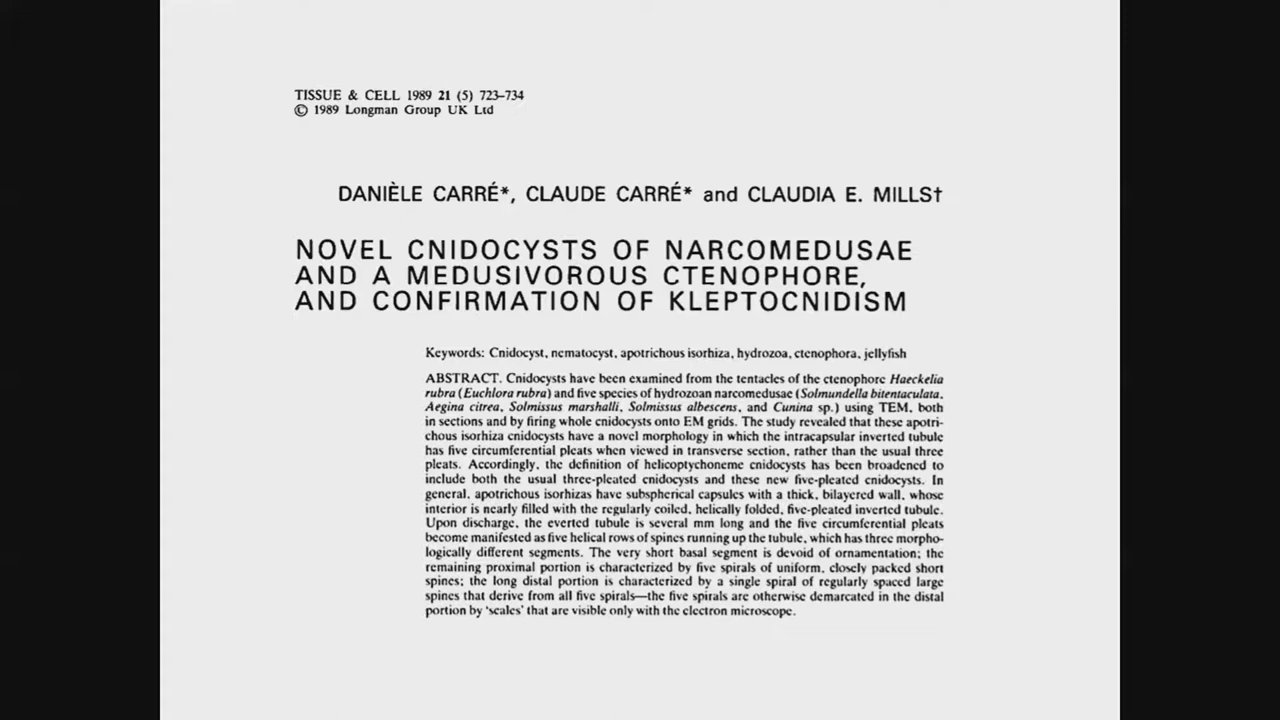 TISSUE & CELL 1989 21 (5) 723–734
© 1989 Longman Group UK Ltd
DANIÈLE CARRÉ*, CLAUDE CARRÉ* and CLAUDIA E. MILLS†
NOVEL CNIDOCYSTS OF NARCOMEDUSAE
AND A MEDUSIVOROUS CTENOPHORE,
AND CONFIRMATION OF KLEPTOCNIDISM
Keywords: Cnidocyst, nematocyst, apotrichous isorhiza, hydrozoa, ctenophora, jellyfish
ABSTRACT. Cnidocysts have been examined from the tentacles of the ctenophore Haeckelia
rubra (Euchlora rubra) and five species of hydrozoan narcomedusae (Solmundella bitentaculata,
Aegina citrea, Solmissus marshalli, Solmissus albescens, and Cunina sp.) using TEM, both
in sections and by firing whole cnidocysts onto EM grids. The study revealed that these apotri-
chous isorhiza cnidocysts have a novel morphology in which the intracapsular inverted tubule
has five circumferential pleats when viewed in transverse section, rather than the usual three
pleats. Accordingly, the definition of helicoptychoneme cnidocysts has been broadened to
include both the usual three-pleated cnidocysts and these new five-pleated cnidocysts. In
general, apotrichous isorhizas have subspherical capsules with a thick, bilayered wall, whose
interior is nearly filled with the regularly coiled, helically folded, five-pleated inverted tubule.
Upon discharge, the everted tubule is several mm long and the five circumferential pleats
become manifested as five helical rows of spines running up the tubule, which has three morpho-
logically different segments. The very short basal segment is devoid of ornamentation; the
remaining proximal portion is characterized by five spirals of uniform, closely packed short
spines; the long distal portion is characterized by a single spiral of regularly spaced large
spines that derive from all five spirals—the five spirals are otherwise demarcated in the distal
portion by 'scales' that are visible only with the electron microscope.